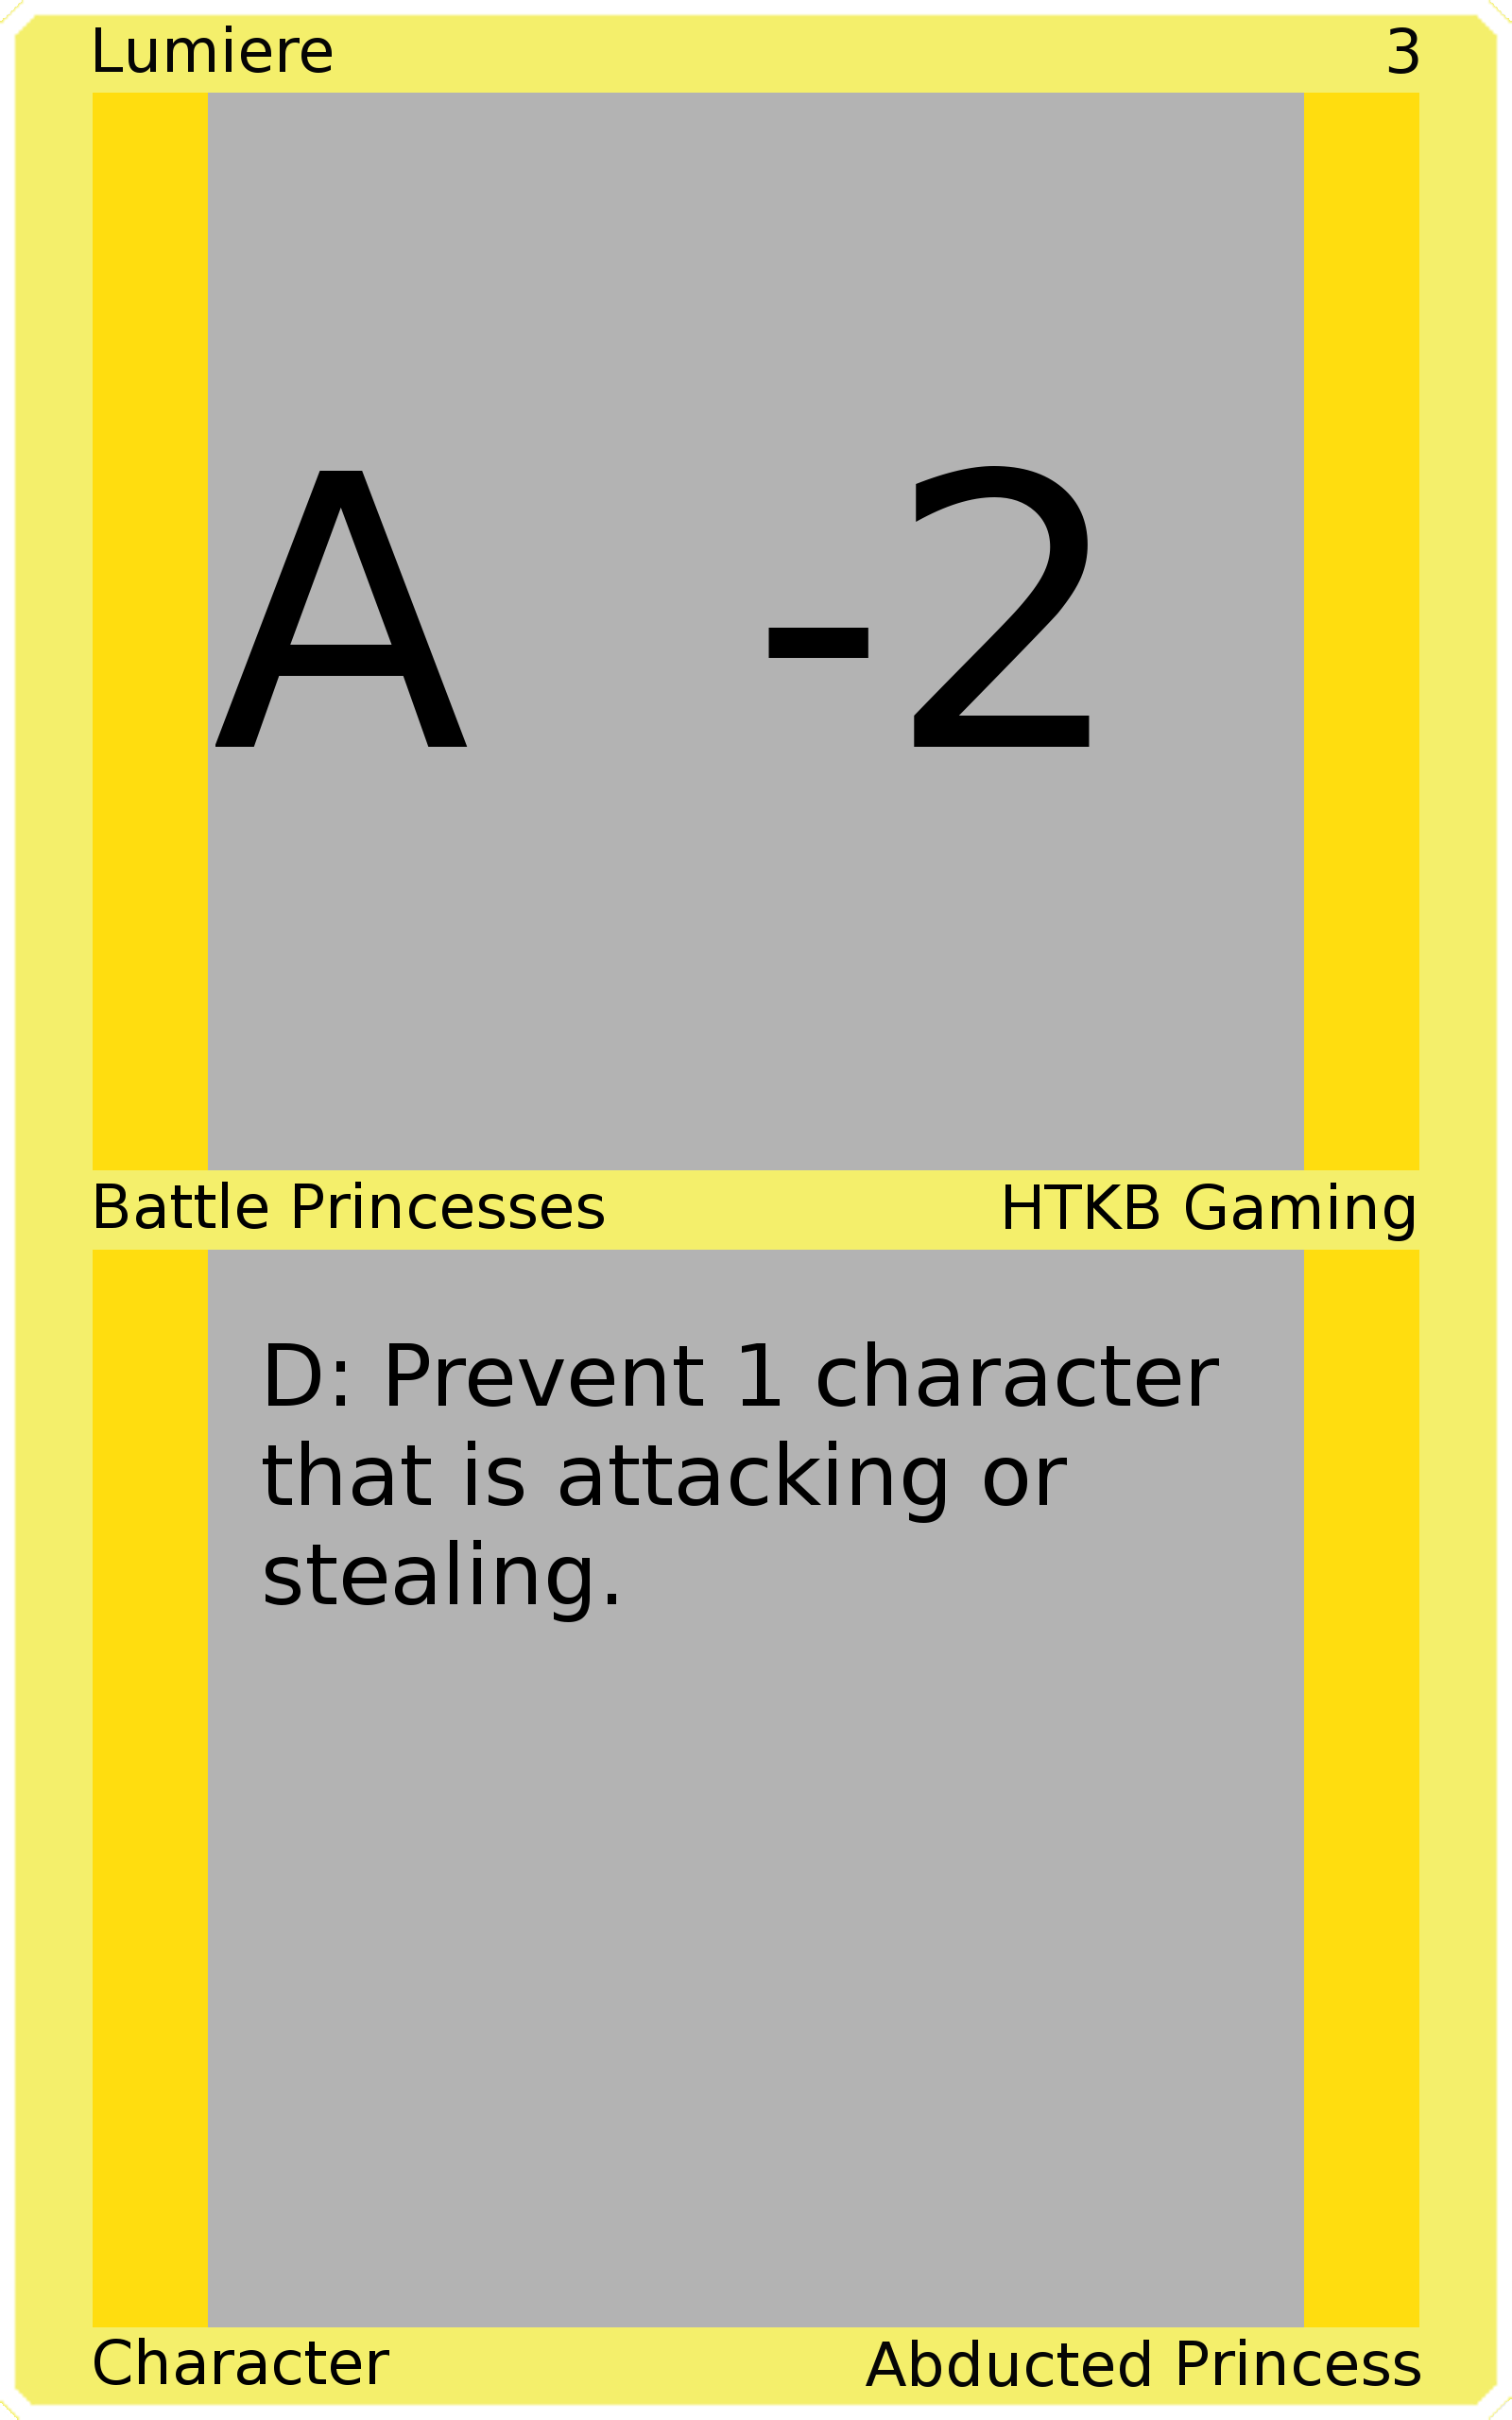 Lumiere 3
A -2
Battle Princesses HTKB Gaming
D: Prevent 1 character
that is attacking or
stealing.
Character Abducted Princess